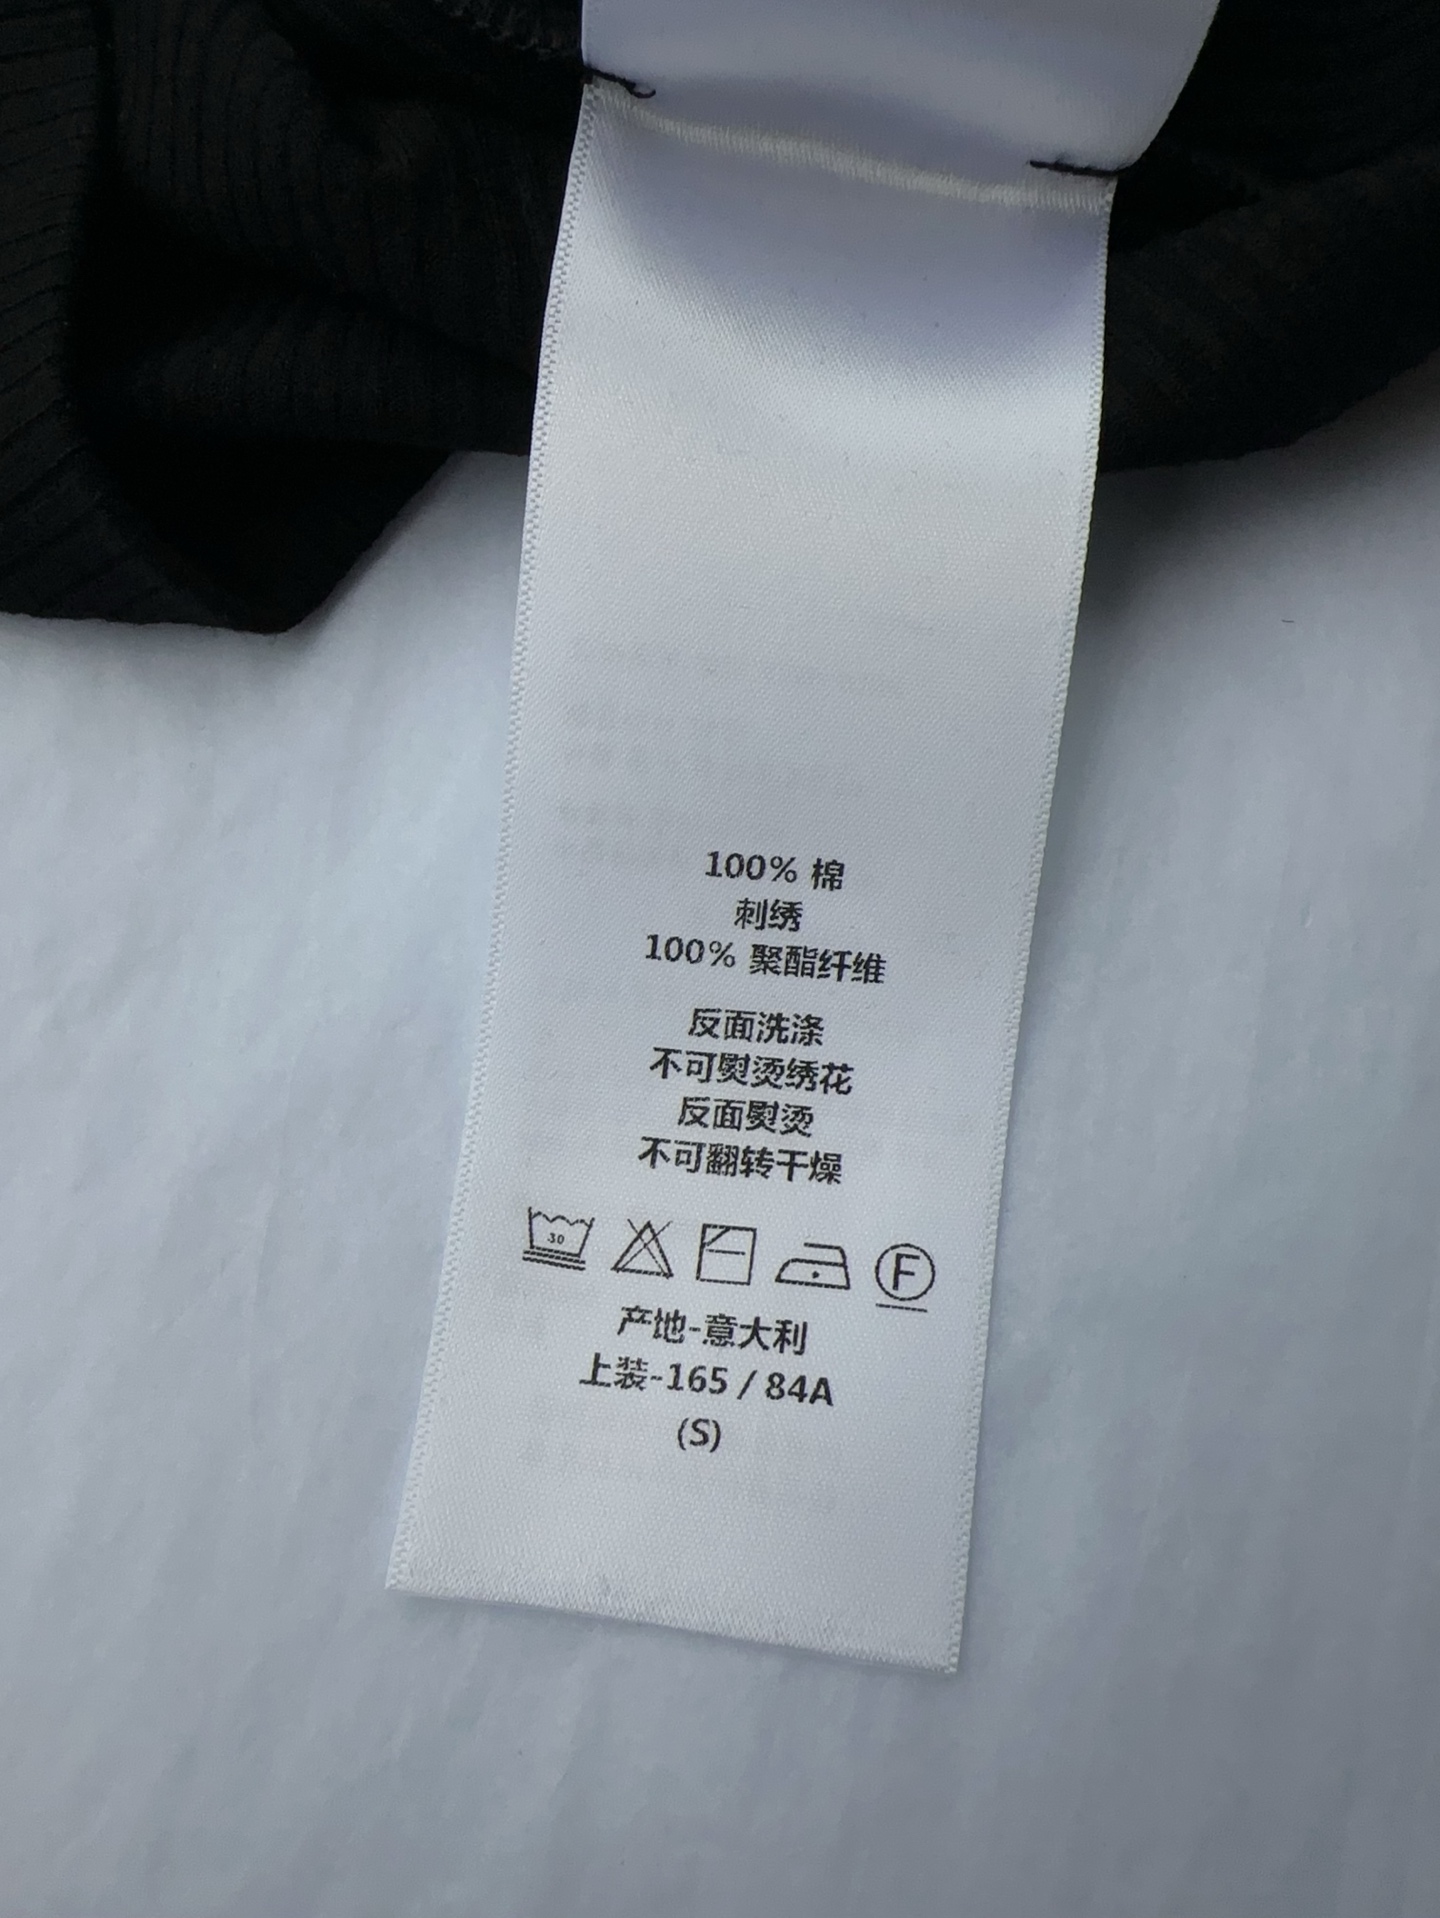 100% 棉
刺绣
100% 聚酯纤维
反面洗涤
不可熨烫绣花
反面熨烫
不可翻转干燥
30
F
产地-意大利
上装-165 / 84A
(S)